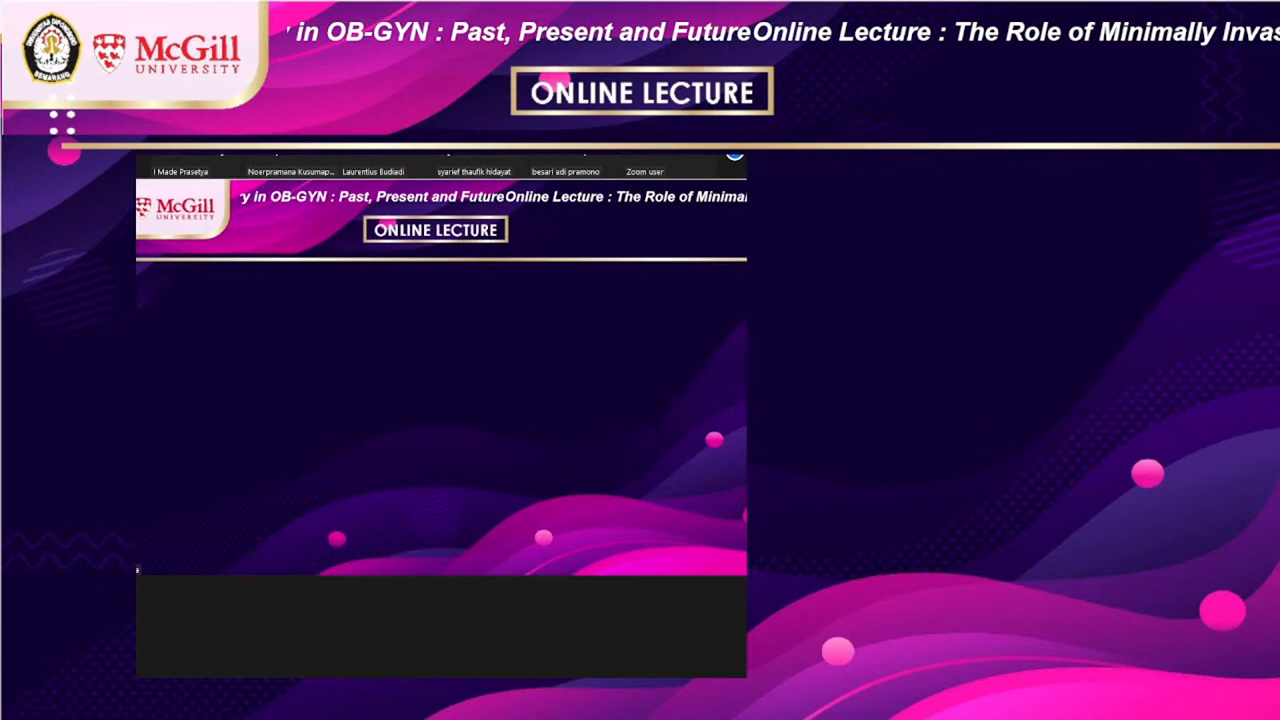 McGill
UNIVERSITY
SEMARANG
in OB-GYN : Past, Present and FutureOnline Lecture : The Role of Minimally Invas
ONLINE LECTURE
I Made Prasetya
Noerpramana Kusumap...
Laurentius Budiadi
syarief thaufik hidayat
besari adi pramono
Zoom user
McGill
UNIVERSITY
y in OB-GYN : Past, Present and FutureOnline Lecture : The Role of Minima
ONLINE LECTURE